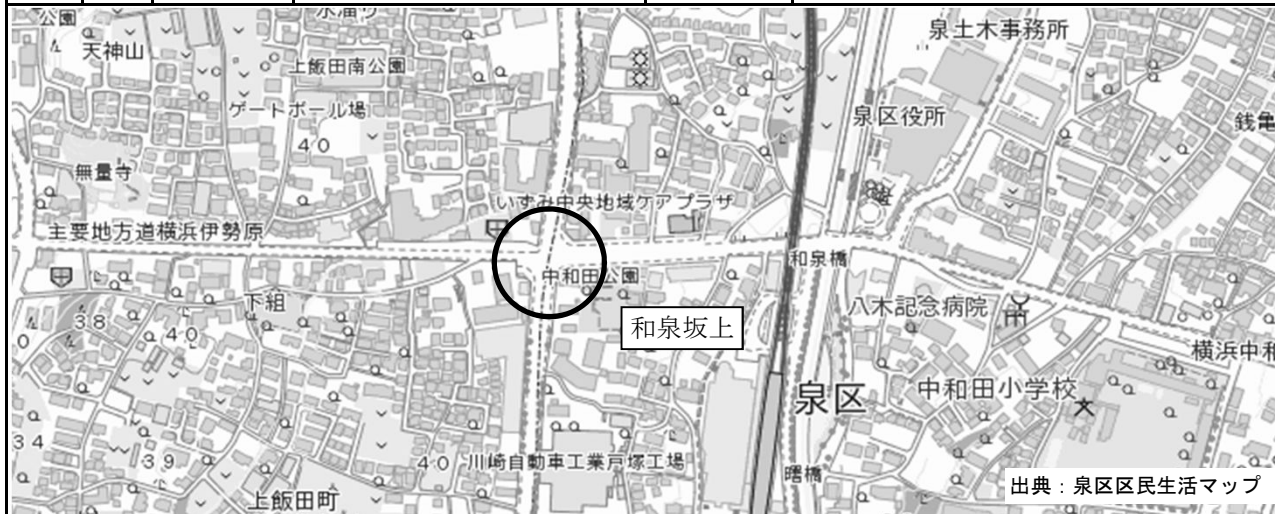 公園
水溜り
泉土木事務所
天神山
上飯田南公園
ゲートボール場
泉区役所
銭亀
40
無量寺
いずみ中央地域ケアプラザ
主要地方道横浜伊勢原
和泉橋
中和田公園
下組
八木記念病院
38
40
0
和泉坂上
横浜中和
泉区
中和田小学校
34
39
40
川崎自動車工業戸塚工場
曙橋
上飯田町
出典：泉区区民生活マップ